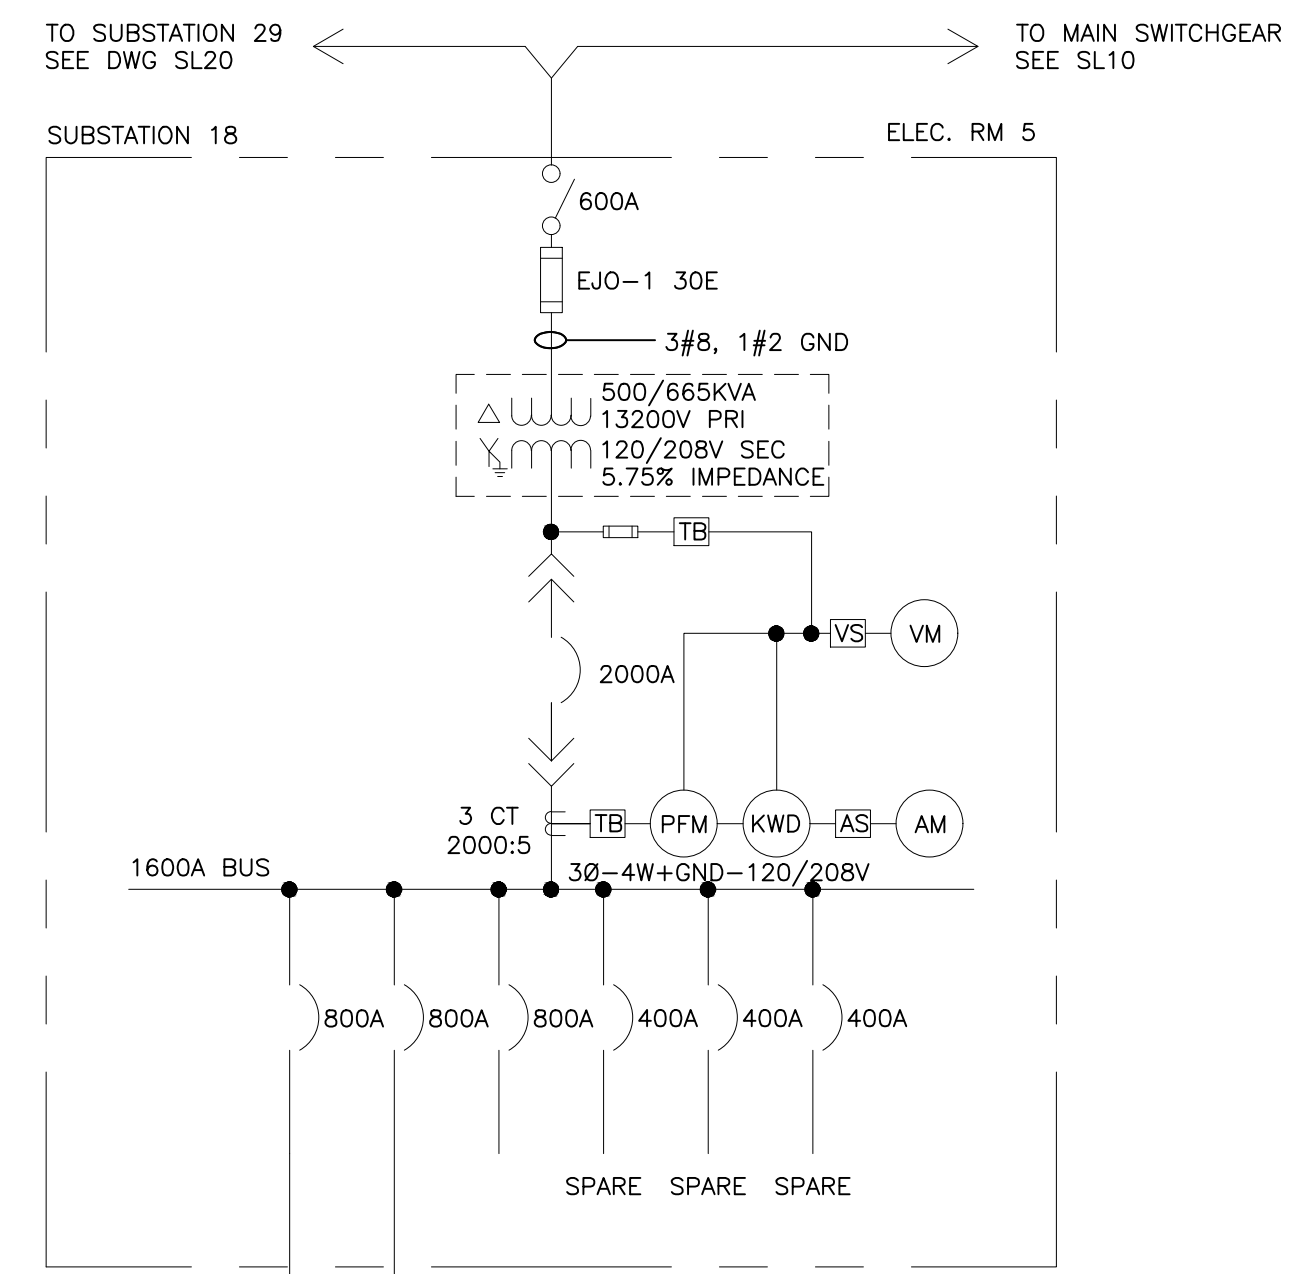 TO SUBSTATION 29
SEE DWG SL20
TO MAIN SWITCHGEAR
SEE SL10
SUBSTATION 18
ELEC. RM 5
600A
EJO-1 30E
3#8, 1#2 GND
500/665KVA
13200V PRI
120/208V SEC
5.75% IMPEDANCE
TB
VS
VM
2000A
3 CT
2000:5
TB
PFM
KWD
AS
AM
1600A BUS
3Ø-4W+GND-120/208V
800A
800A
800A
400A
400A
400A
SPARE
SPARE
SPARE